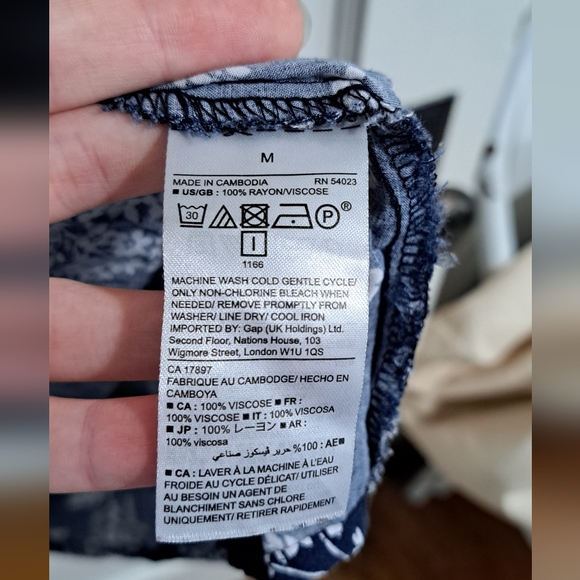 M
MADE IN CAMBODIA RN 54023
■ US/GB : 100% RAYON/VISCOSE
30 P®
1166
MACHINE WASH COLD GENTLE CYCLE/
ONLY NON-CHLORINE BLEACH WHEN
NEEDED/ REMOVE PROMPTLY FROM
WASHER/ LINE DRY/ COOL IRON
IMPORTED BY: Gap (UK Holdings) Ltd.
Second Floor, Nations House, 103
Wigmore Street, London W1U 1QS
CA 17897
FABRIQUE AU CAMBODGE/ HECHO EN
CAMBOYA
■ CA : 100% VISCOSE ■ FR :
100% VISCOSE ■ IT : 100% VISCOSA
■ JP : 100% レーヨン ■ AR :
100% viscosa
■ AE: %100 حرير ڤيسكوز صناعي
■ CA : LAVER À LA MACHINE À L'EAU
FROIDE AU CYCLE DÉLICAT/ UTILISER
AU BESOIN UN AGENT DE
BLANCHIMENT SANS CHLORE
UNIQUEMENT/ RETIRER RAPIDEMENT